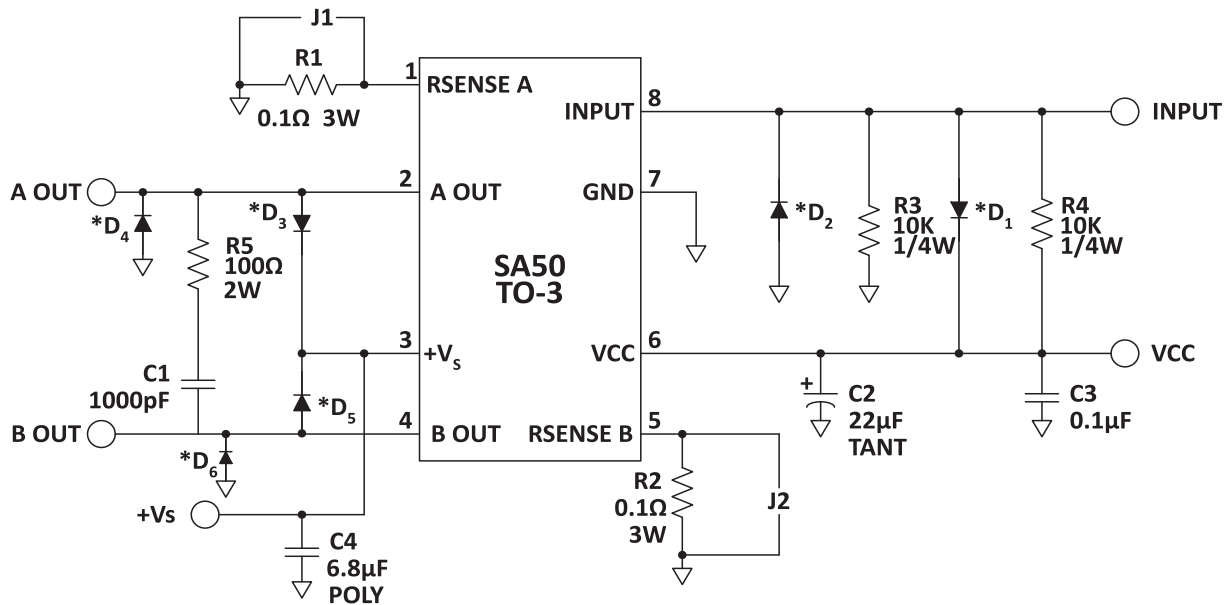 J1
R1
0.1Ω 3W
1
RSENSE A
INPUT
8
INPUT
A OUT
2
A OUT
GND
7
*D4
R5
100Ω
2W
*D3
*D2
R3
10K
1/4W
*D1
R4
10K
1/4W
SA50
TO-3
3
+VS
VCC
6
VCC
C1
1000pF
*D5
+
C2
22µF
TANT
C3
0.1µF
B OUT
4
B OUT
RSENSE B
5
*D6
R2
0.1Ω
3W
J2
+Vs
C4
6.8µF
POLY